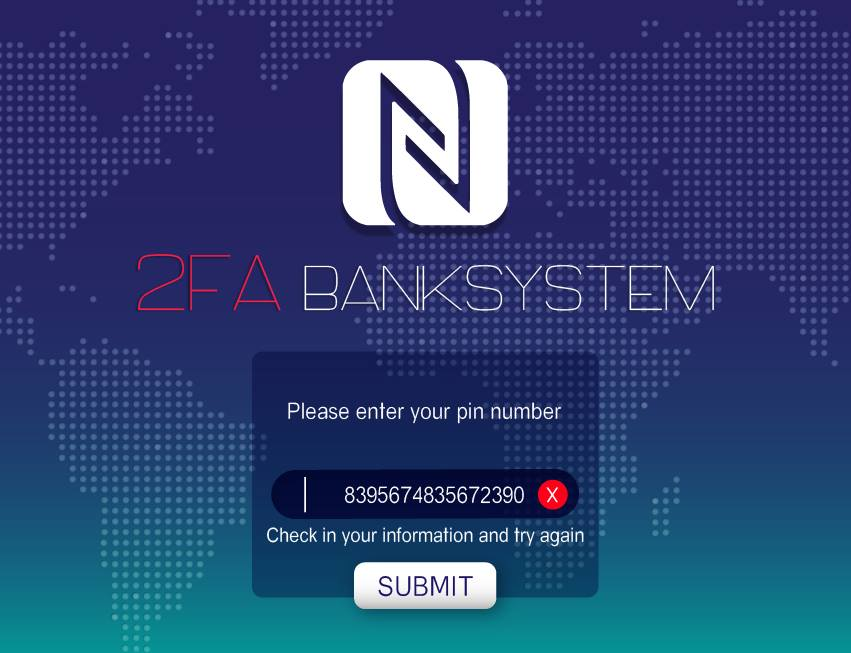 2FA BANKSYSTEM
Please enter your pin number
8395674835672390 X
Check in your information and try again
SUBMIT